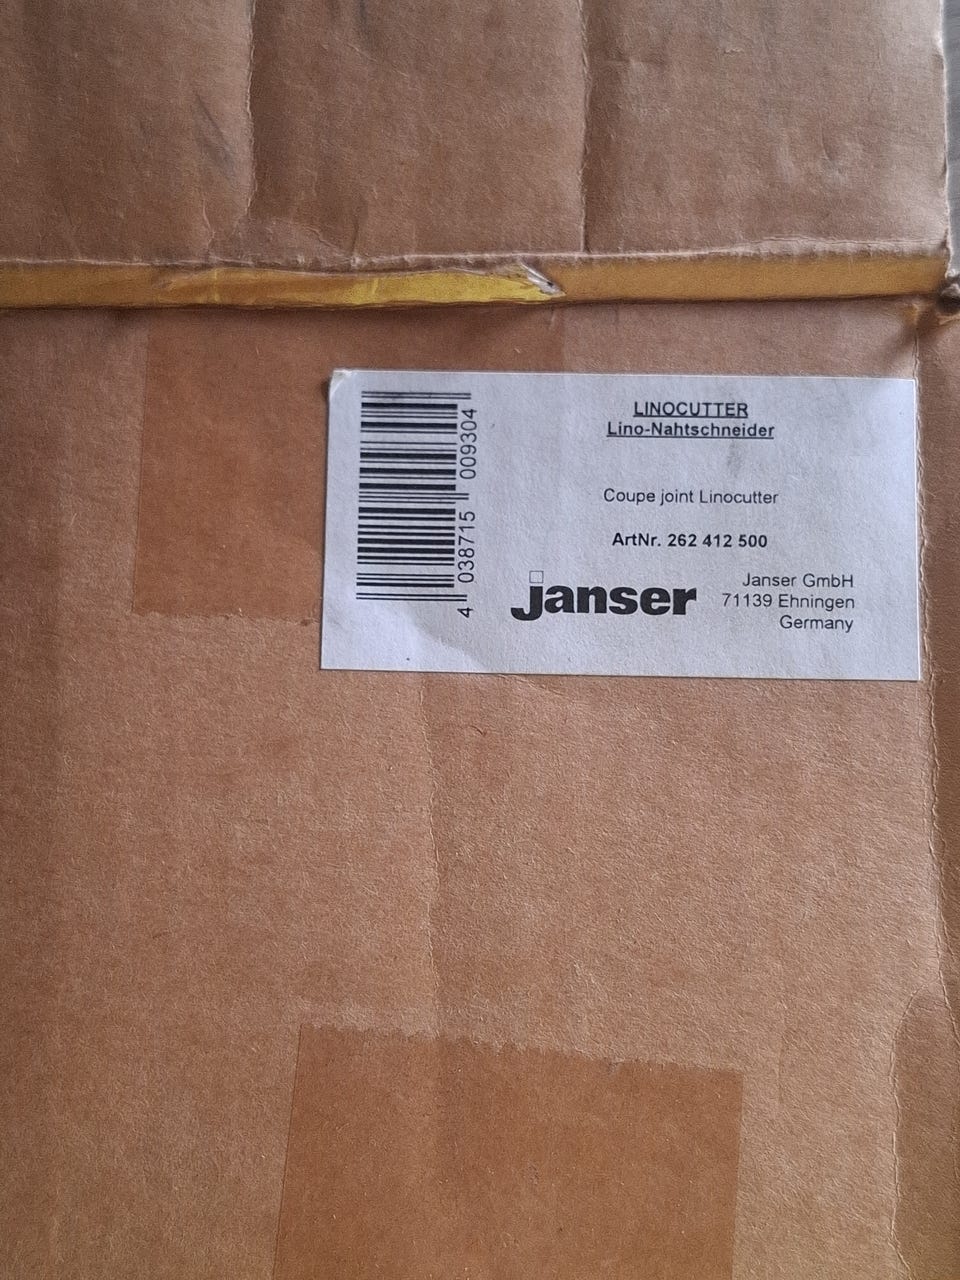 LINOCUTTER
Lino-Nahtschneider
Coupe joint Linocutter
ArtNr. 262 412 500
janser
Janser GmbH
71139 Ehningen
Germany
4 038715 009304